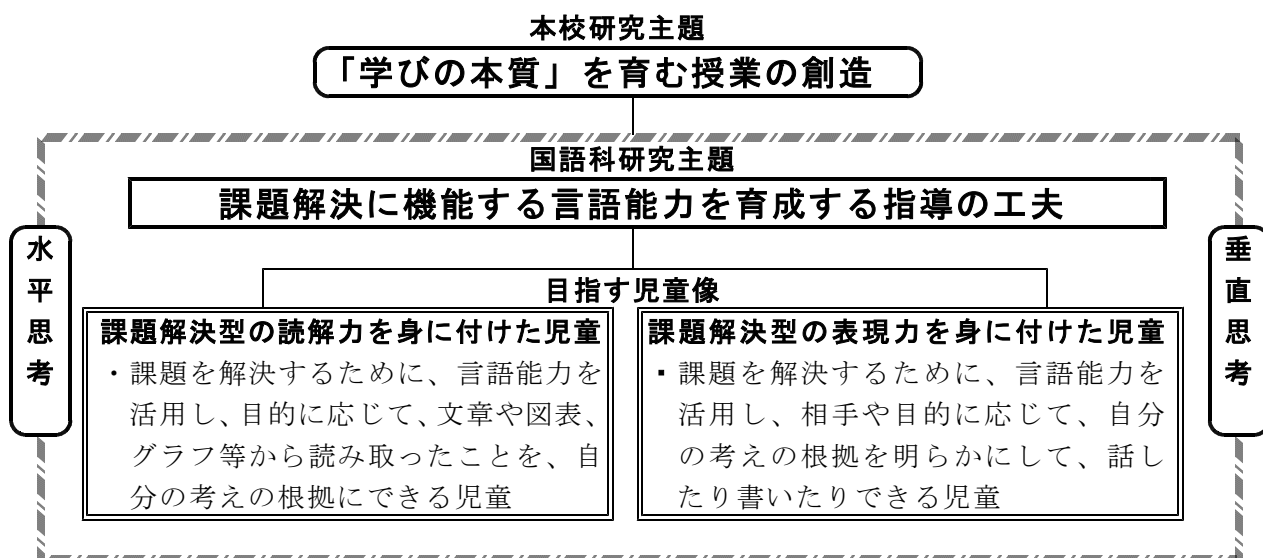 本校研究主題
「学びの本質」を育む授業の創造
国語科研究主題
課題解決に機能する言語能力を育成する指導の工夫
水平思考
目指す児童像
課題解決型の読解力を身に付けた児童
・課題を解決するために、言語能力を
活用し、目的に応じて、文章や図表、
グラフ等から読み取ったことを、自
分の考えの根拠にできる児童
課題解決型の表現力を身に付けた児童
▪課題を解決するために、言語能力を
活用し、相手や目的に応じて、自分
の考えの根拠を明らかにして、話し
たり書いたりできる児童
垂直思考